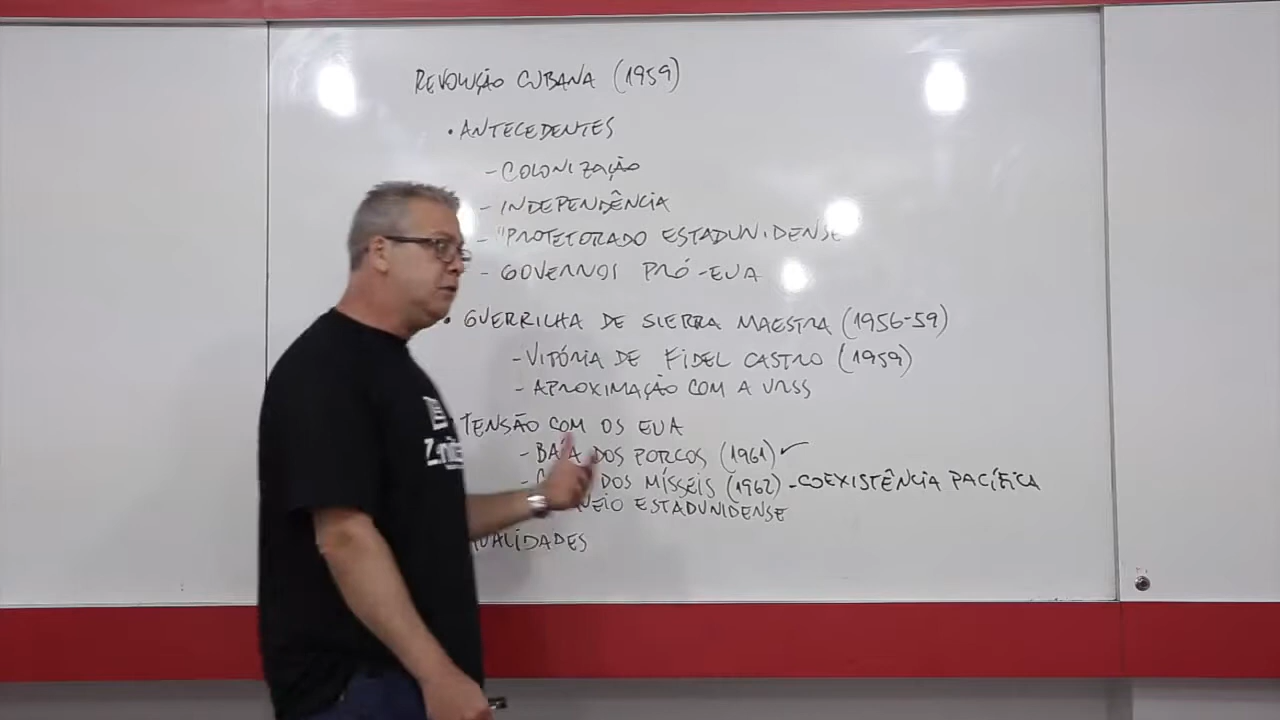 REVOLUÇÃO CUBANA (1959)
• ANTECEDENTES
- COLONIZAÇÃO
- INDEPENDÊNCIA
- "PROTETORADO ESTADUNIDENSE
- GOVERNOS PRÓ-EUA
• GUERRILHA DE SIERRA MAESTRA (1956-59)
- VITÓRIA DE FIDEL CASTRO (1959)
- APROXIMAÇÃO COM A URSS
TENSÃO COM OS EUA
- BAÍA DOS PORCOS (1961) ✓
- DOS MÍSSEIS (1962) - COEXISTÊNCIA PACÍFICA
ESTADUNIDENSE